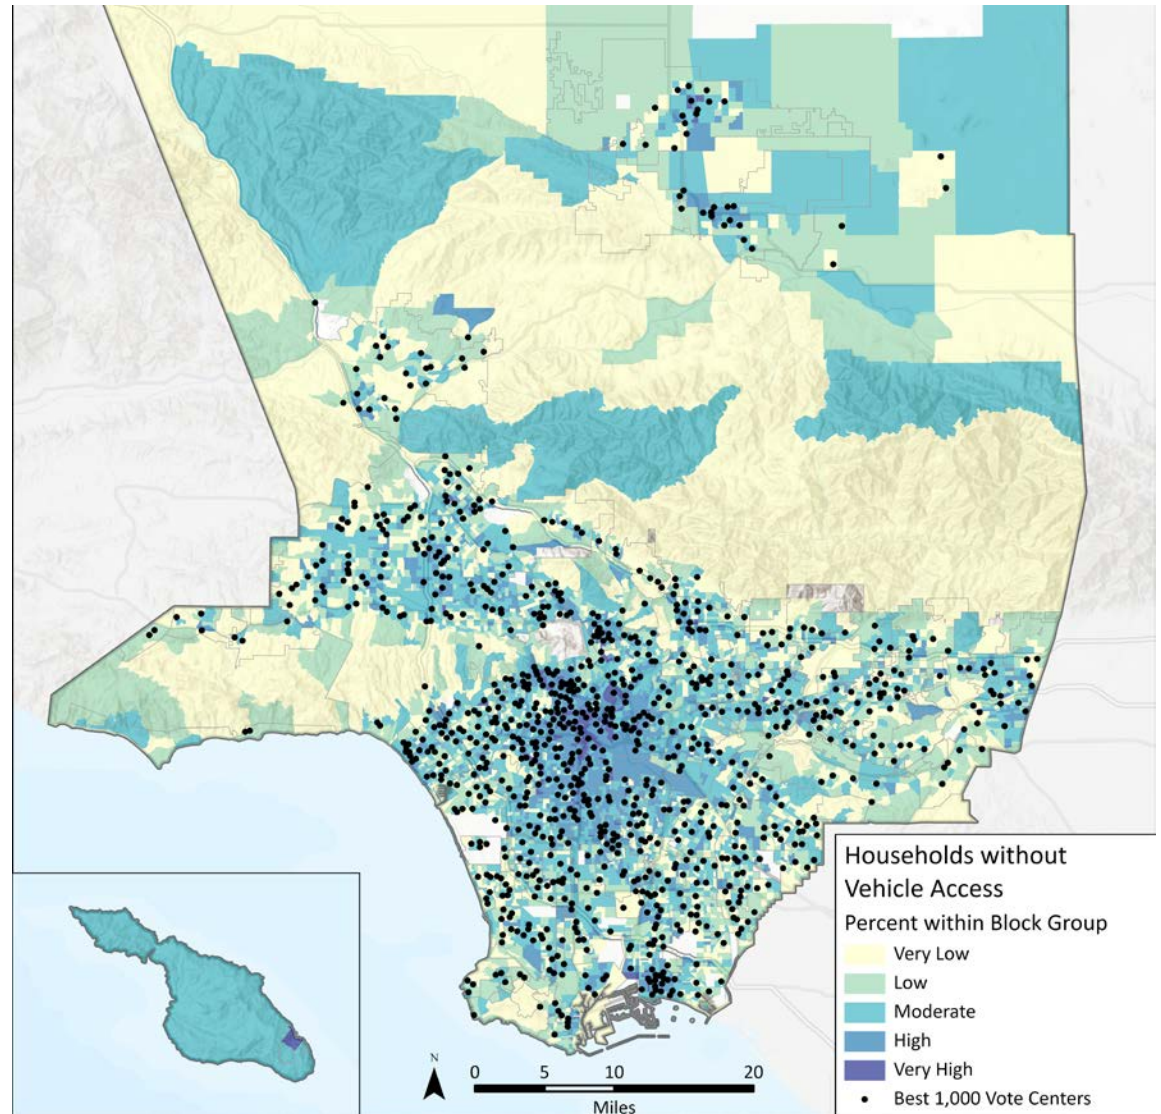 Households without
Vehicle Access
Percent within Block Group
Very Low
Low
Moderate
High
Very High
Best 1,000 Vote Centers
N
0 5 10 20
Miles